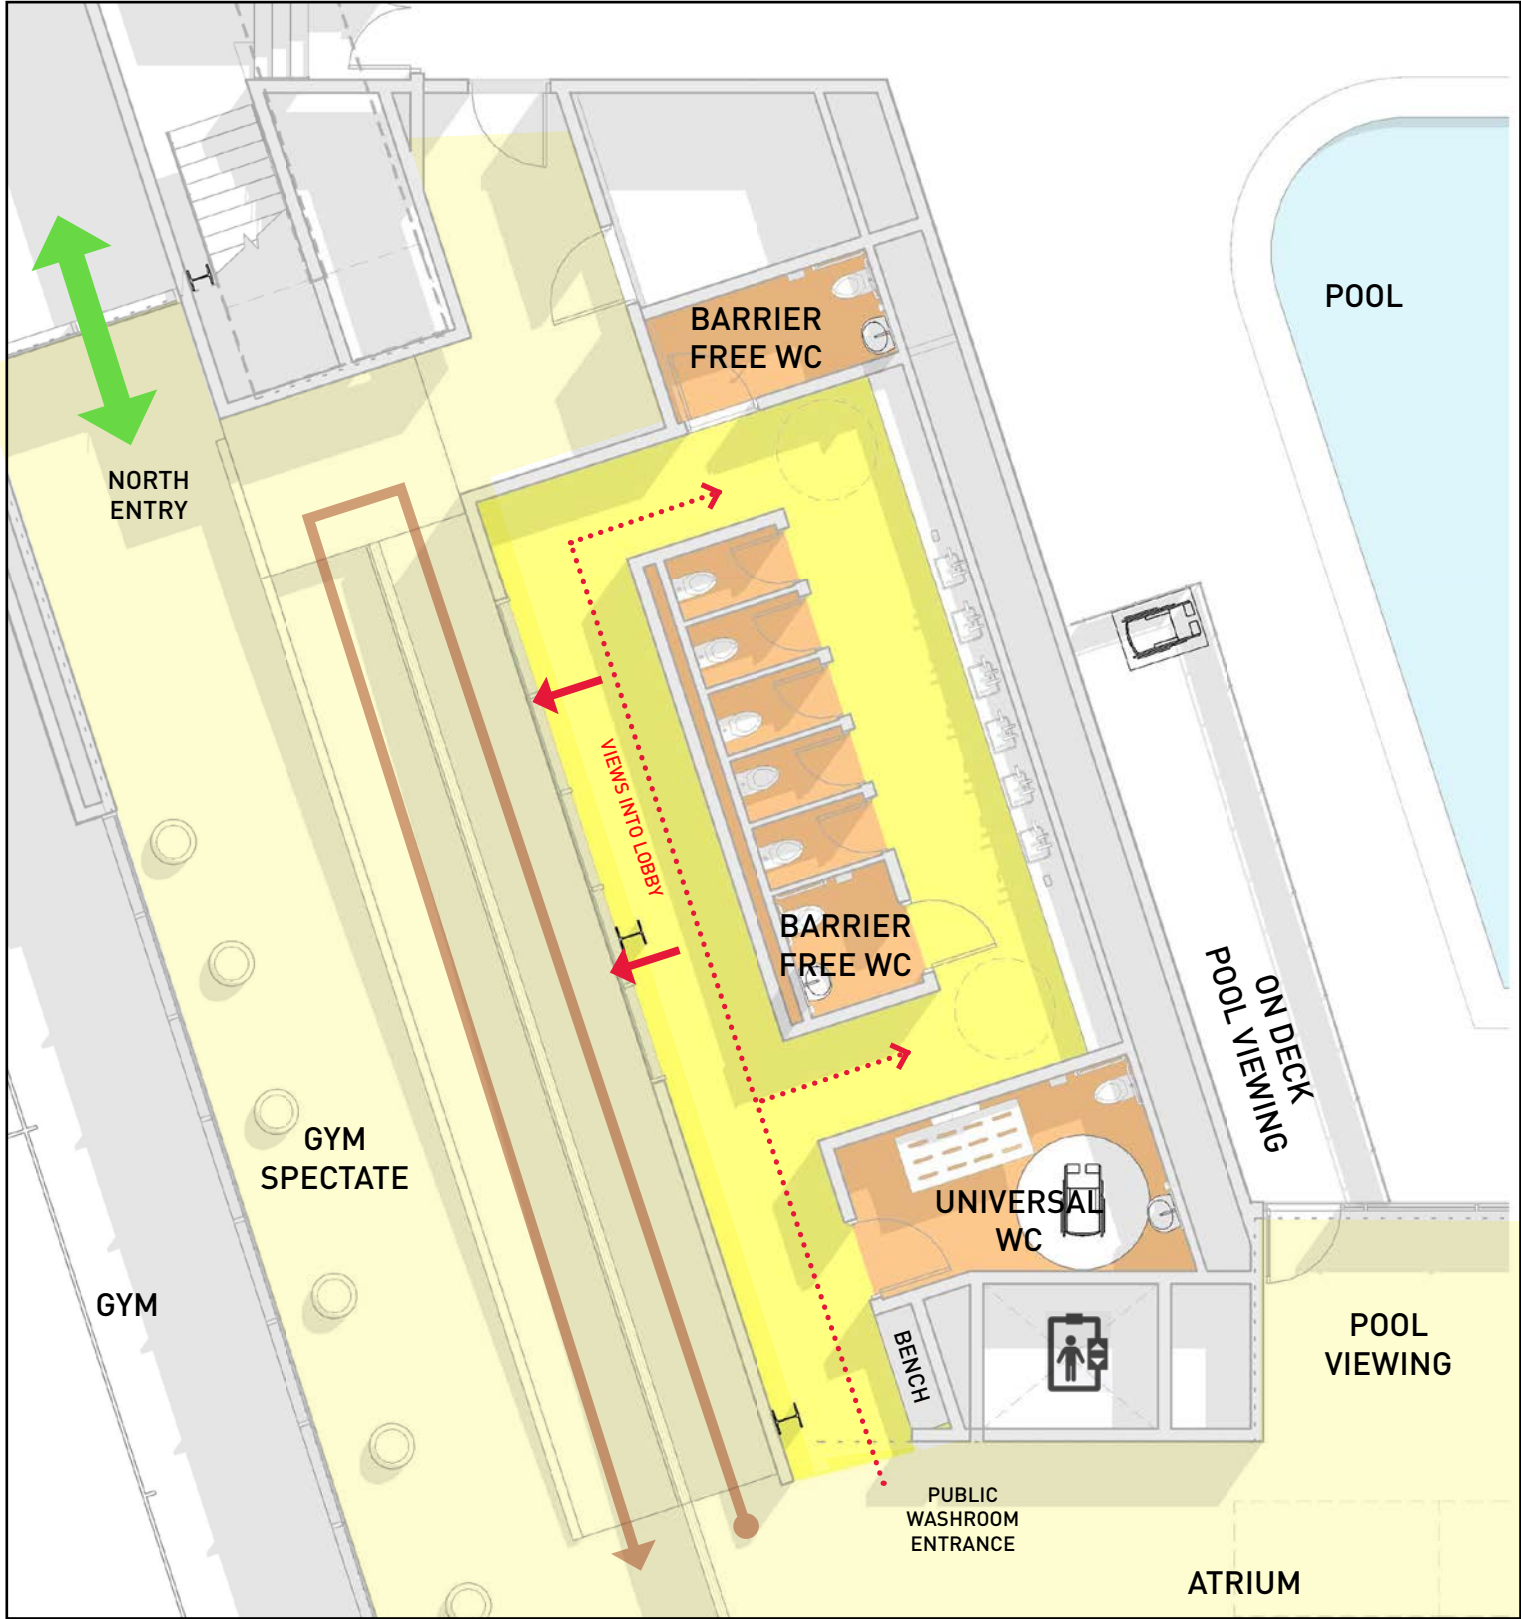 POOL
BARRIER
FREE WC
NORTH
ENTRY
VIEWS INTO LOBBY
BARRIER
FREE WC
ON DECK
POOL VIEWING
GYM
SPECTATE
UNIVERSAL
WC
GYM
BENCH
POOL
VIEWING
PUBLIC
WASHROOM
ENTRANCE
ATRIUM